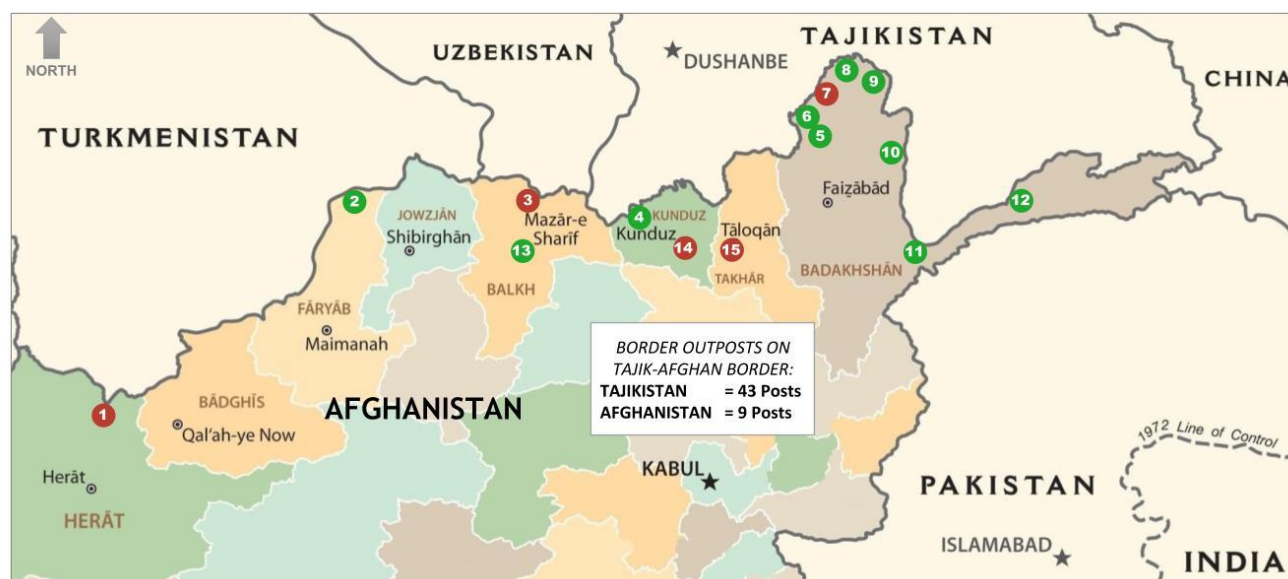 NORTH
UZBEKISTAN
TAJIKISTAN
DUSHANBE
CHINA
TURKMENISTAN
8
9
7
6
5
10
Faiẓābād
2
3
JOWZJĀN
Shibirghān
Mazār-e
Sharīf
13
BALKH
4
KUNDUZ
Kunduz
14
Tāloqān
15
TAKHĀR
12
11
BADAKHSHĀN
FĀRYĀB
Maimanah
BORDER OUTPOSTS ON
TAJIK-AFGHAN BORDER:
TAJIKISTAN = 43 Posts
AFGHANISTAN = 9 Posts
1
BĀDGHĪS
Qal'ah-ye Now
AFGHANISTAN
1972 Line of Control
Herāt
HERĀT
KABUL
PAKISTAN
ISLAMABAD
INDIA